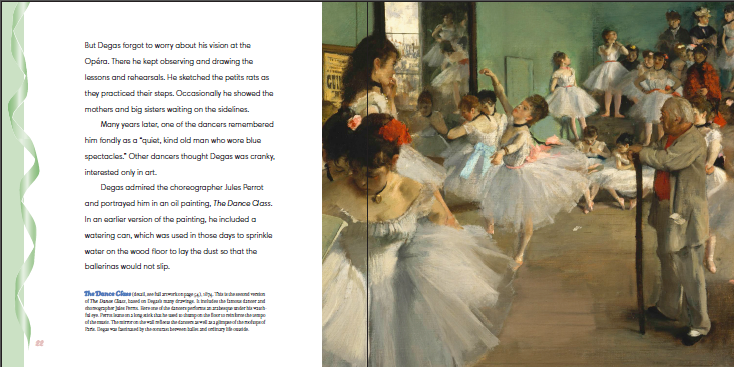 But Degas forgot to worry about his vision at the
Opéra. There he kept observing and drawing the
lessons and rehearsals. He sketched the petits rats as
they practiced their steps. Occasionally he showed the
mothers and big sisters waiting on the sidelines.
Many years later, one of the dancers remembered
him fondly as a “quiet, kind old man who wore blue
spectacles.” Other dancers thought Degas was cranky,
interested only in art.
Degas admired the choreographer Jules Perrot
and portrayed him in an oil painting, The Dance Class.
In an earlier version of the painting, he included a
watering can, which was used in those days to sprinkle
water on the wood floor to lay the dust so that the
ballerinas would not slip.
The Dance Class (detail, see full artwork on page 54), 1874. This is the second version
of The Dance Class, based on Degas's many drawings. It includes the famous dancer and
choreographer Jules Perrot. Here one of the dancers performs an arabesque under his watch-
ful eye. Perrot leans on a long stick that he used to thump on the floor to reinforce the tempo
of the music. The mirror on the wall reflects the dancers as well as a glimpse of the rooftops of
Paris. Degas was fascinated by the contrast between ballet and ordinary life outside.
22